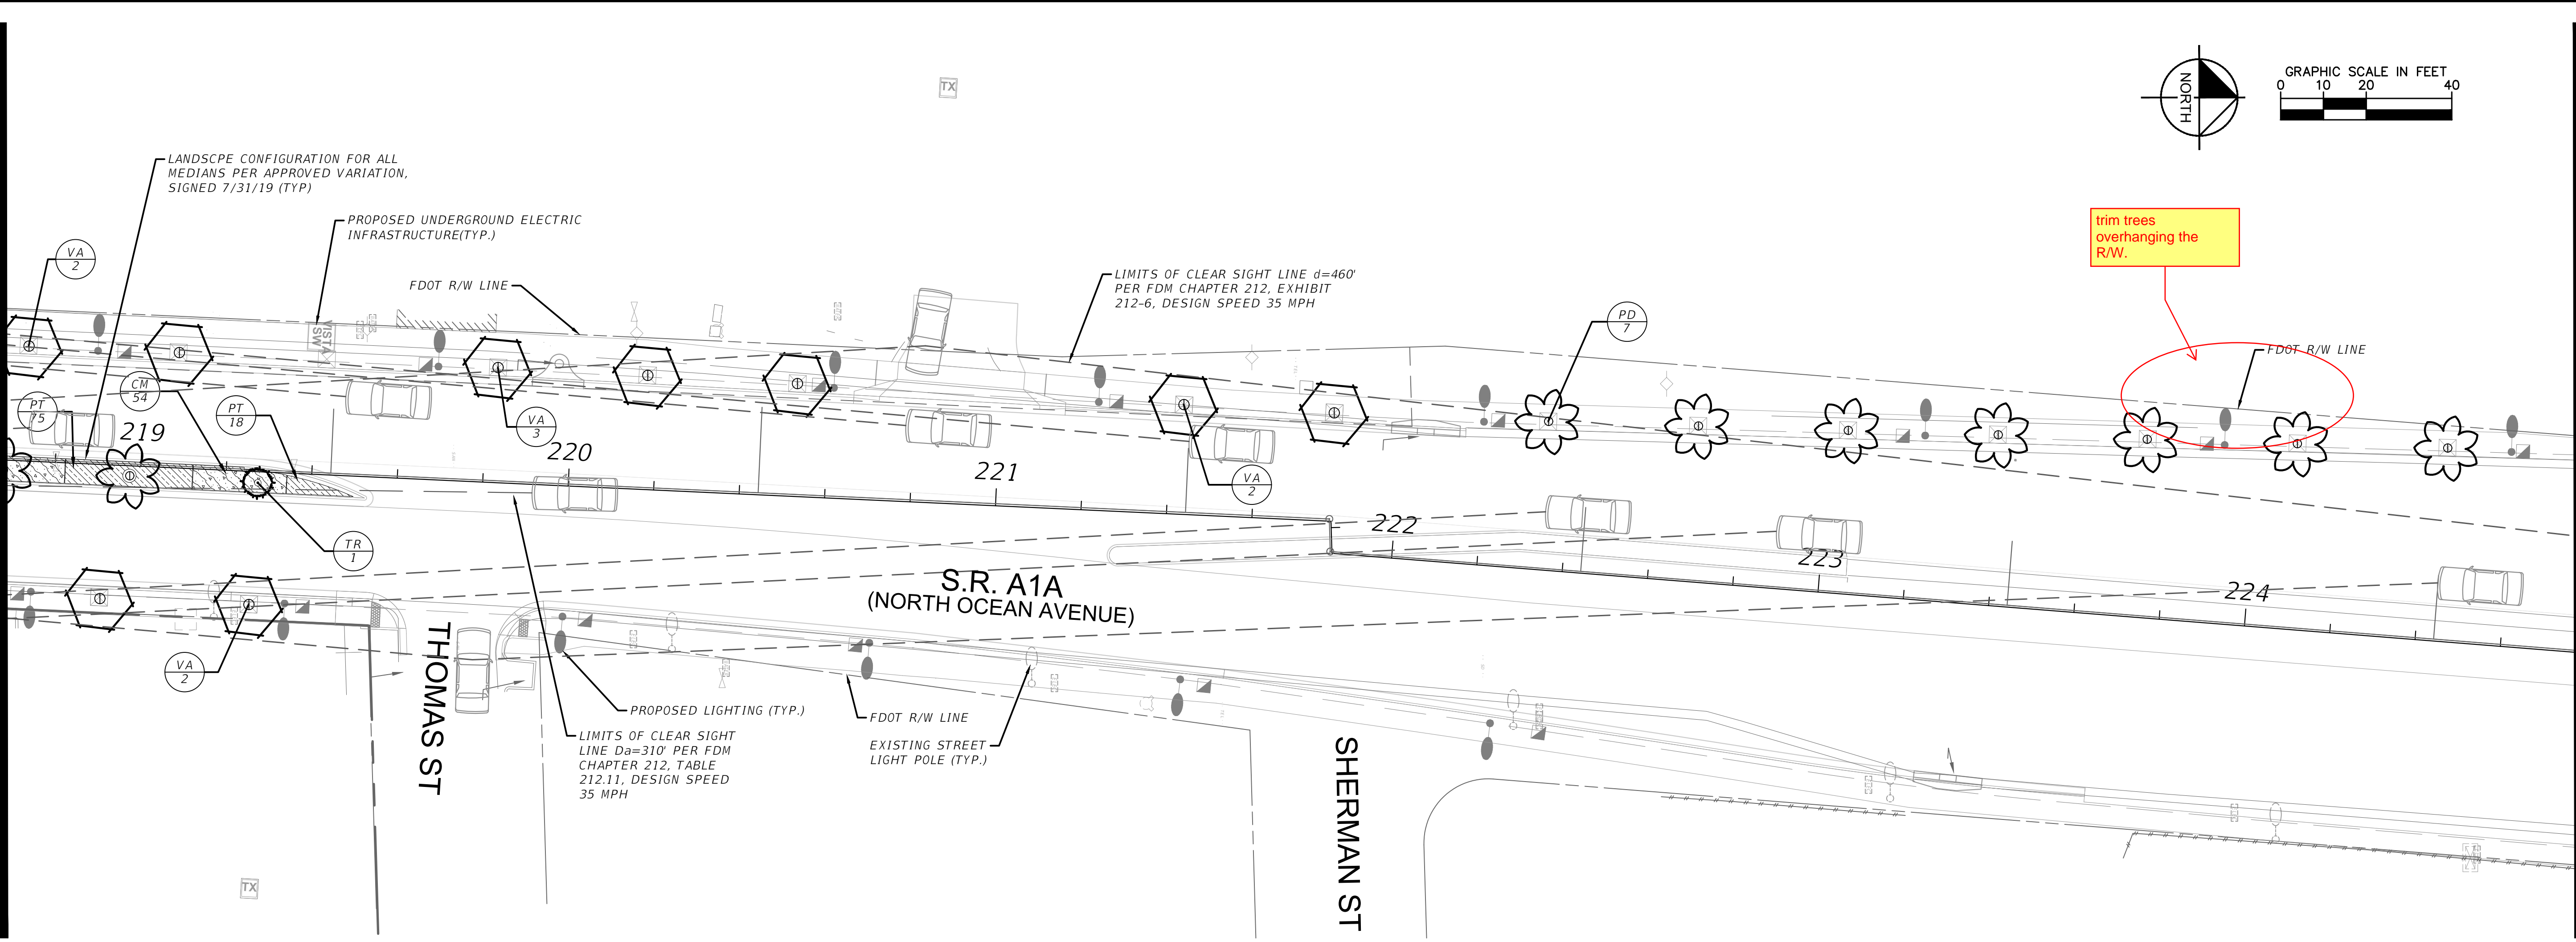 TX
NORTH
GRAPHIC SCALE IN FEET
0 10 20 40
LANDSCPE CONFIGURATION FOR ALL
MEDIANS PER APPROVED VARIATION,
SIGNED 7/31/19 (TYP)
PROPOSED UNDERGROUND ELECTRIC
INFRASTRUCTURE(TYP.)
VA
2
FDOT R/W LINE
LIMITS OF CLEAR SIGHT LINE d=460'
PER FDM CHAPTER 212, EXHIBIT
212-6, DESIGN SPEED 35 MPH
trim trees
overhanging the
R/W.
PD
7
FDOT R/W LINE
VISTA
SW
CM
54
PT
75
PT
18
VA
3
VA
2
219
220
221
222
223
224
TR
1
S.R. A1A
(NORTH OCEAN AVENUE)
VA
2
THOMAS ST
PROPOSED LIGHTING (TYP.)
LIMITS OF CLEAR SIGHT
LINE Da=310' PER FDM
CHAPTER 212, TABLE
212.11, DESIGN SPEED
35 MPH
FDOT R/W LINE
EXISTING STREET
LIGHT POLE (TYP.)
SHERMAN ST
TX